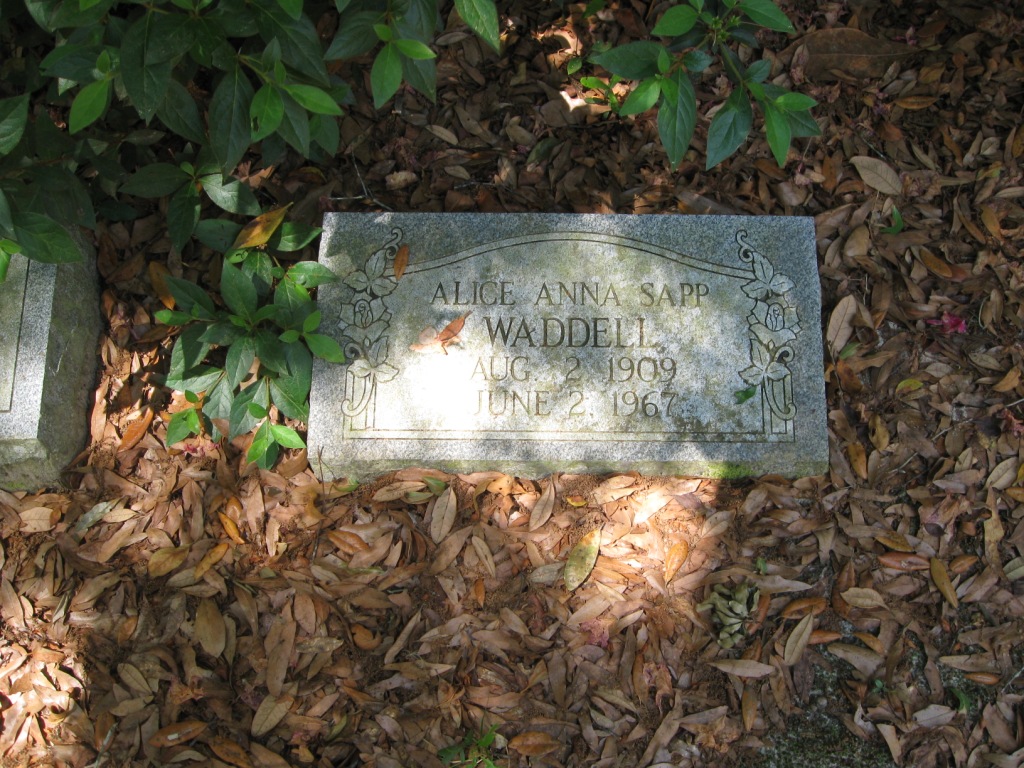 ALICE ANNA SAPP
WADDELL
AUG. 2, 1909
JUNE 2, 1967